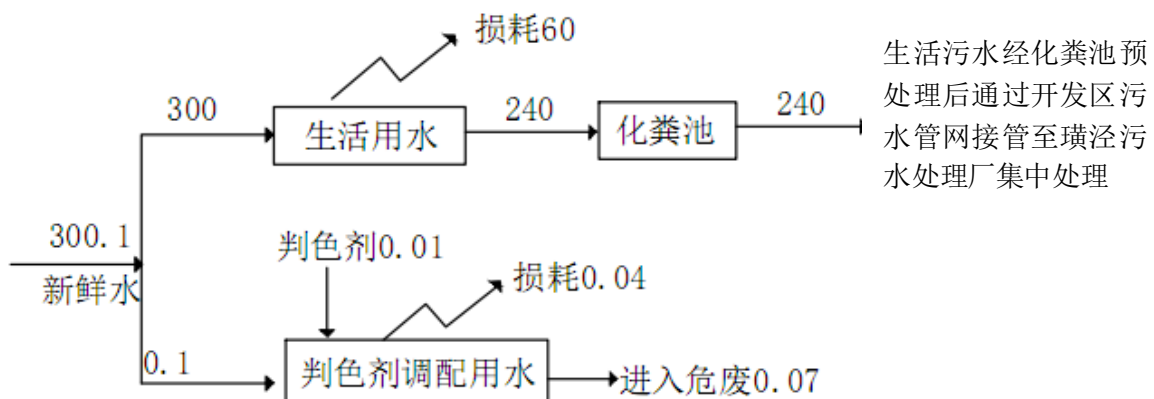 损耗60
300
生活用水
240
化粪池
240
生活污水经化粪池预
处理后通过开发区污
水管网接管至璜泾污
水处理厂集中处理
300.1
新鲜水
判色剂0.01
损耗0.04
0.1
判色剂调配用水
进入危废0.07